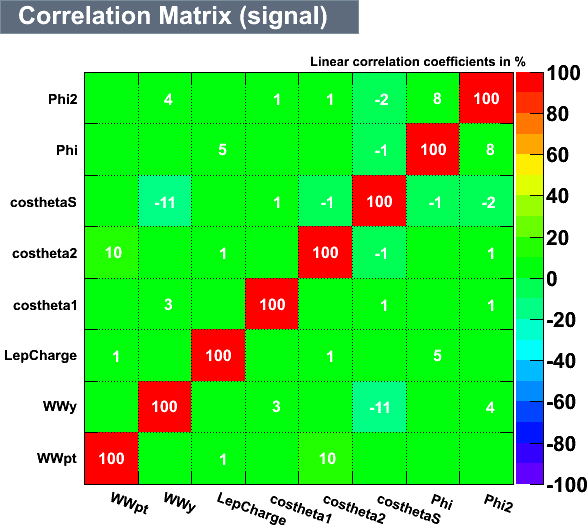 Correlation Matrix (signal)
Linear correlation coefficients in %
Phi2 4 1 1 -2 8 100
Phi 5 -1 100 8
costhetaS -11 1 -1 100 -1 -2
costheta2 10 1 100 -1 1
costheta1 3 100 1 1
LepCharge 1 100 1 5
WWy 100 3 -11 4
WWpt 100 1 10
WWpt WWy LepCharge costheta1 costheta2 costhetaS Phi Phi2
100
80
60
40
20
0
-20
-40
-60
-80
-100